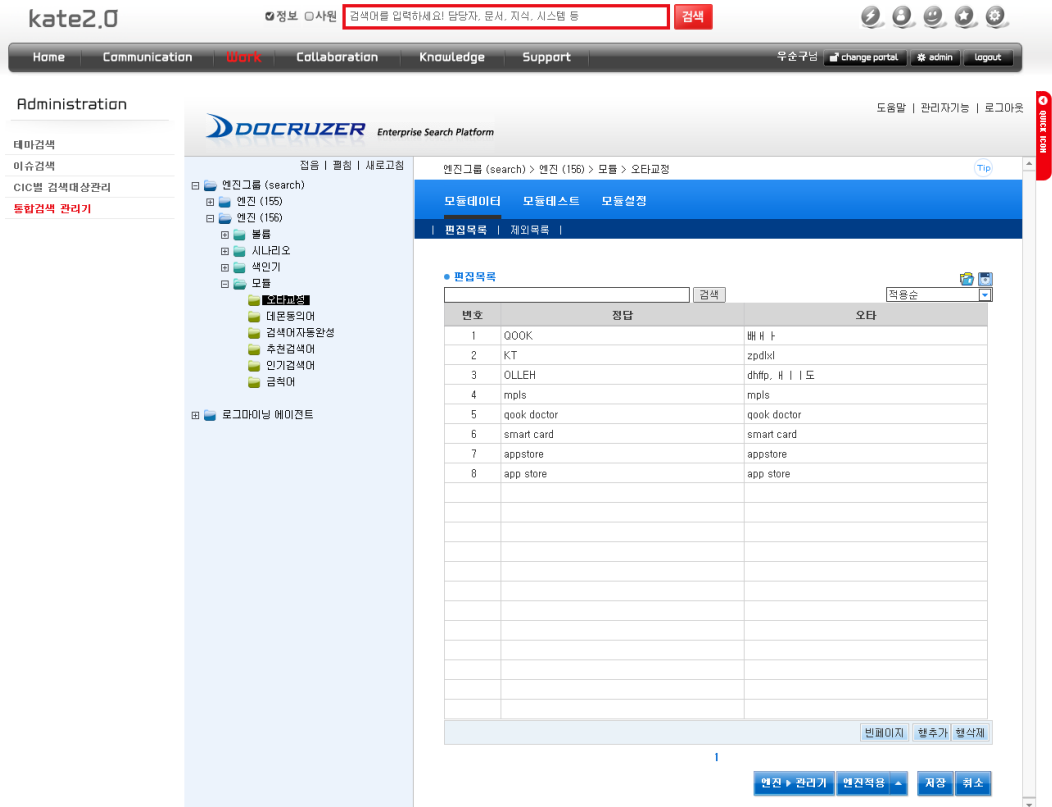 kate2.0
정보 사원 검색어를 입력하세요! 담당자, 문서, 지식, 시스템 등 검색
Home Communication Work Collaboration Knowledge Support 우순구님 change portal admin logout
Administration
테마검색
이슈검색
CIC별 검색대상관리
통합검색 관리기
DOCRUZER Enterprise Search Platform
도움말 | 관리자기능 | 로그아웃
QUICK ICON
접음 | 펼침 | 새로고침
엔진그룹 (search)
엔진 (155)
엔진 (156)
볼륨
시나리오
색인기
모듈
오타교정
데몬동의어
검색어자동완성
추천검색어
인기검색어
금칙어
로그마이닝 에이전트
엔진그룹 (search) > 엔진 (156) > 모듈 > 오타교정 Tip
모듈데이터 모듈테스트 모듈설정
| 편집목록 | 제외목록 |
편집목록
검색 적용순
번호 정답 오타
1 QOOK 배ㅐㅏ
2 KT zpdlxl
3 OLLEH dhffp, ㅐㅣㅣ도
4 mpls mpls
5 qook doctor qook doctor
6 smart card smart card
7 appstore appstore
8 app store app store
빈페이지 행추가 행삭제
1
엔진 관리기 엔진적용 저장 취소